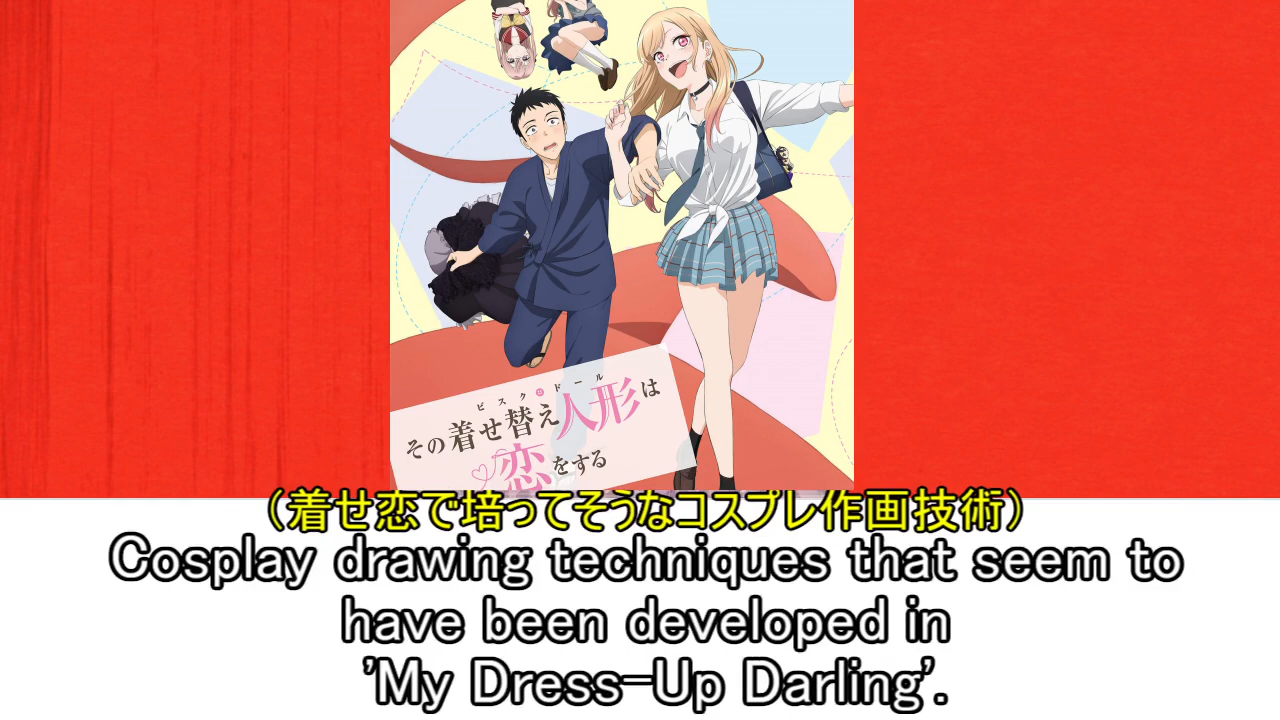 ビスク・ドール
その着せ替え人形は
恋をする
（着せ恋で培ってそうなコスプレ作画技術）
Cosplay drawing techniques that seem to
have been developed in
'My Dress-Up Darling'.